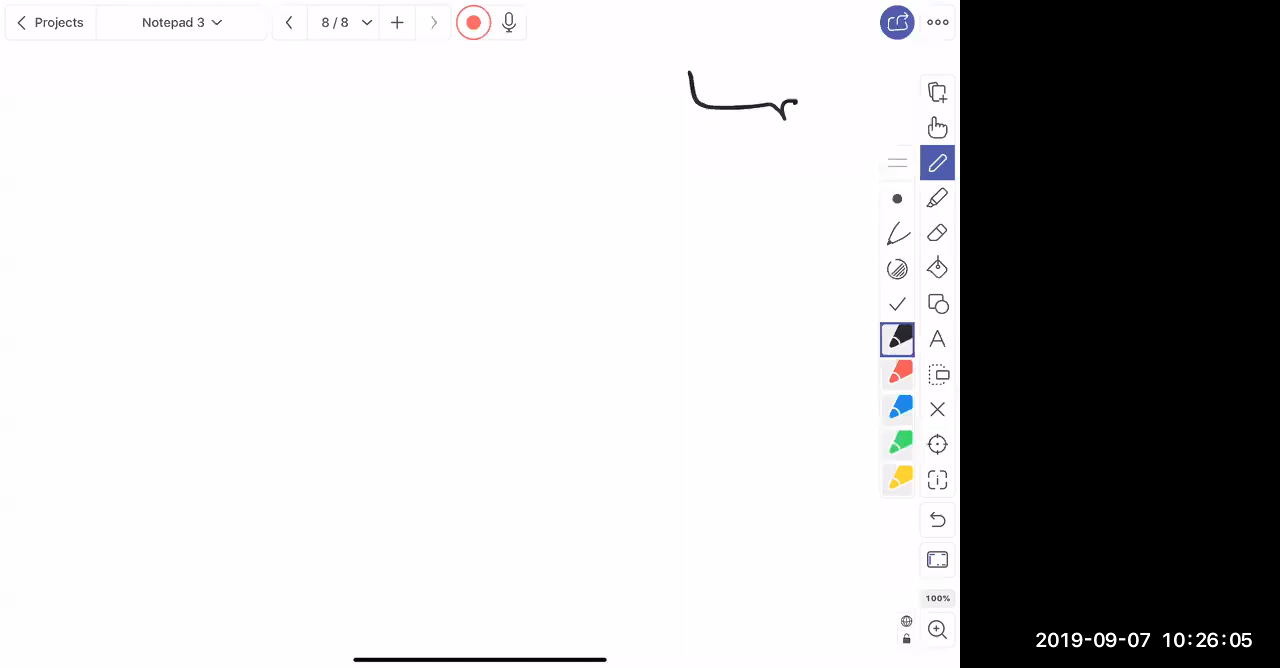 Projects
Notepad 3
8 / 8
100%
2019-09-07 10:26:05